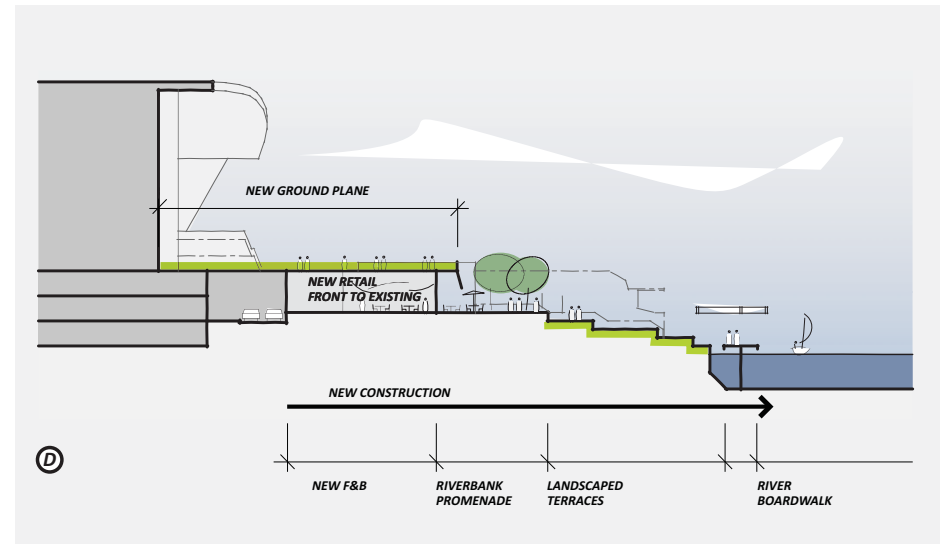 NEW GROUND PLANE
NEW RETAIL
FRONT TO EXISTING
NEW CONSTRUCTION
D
NEW F&B
RIVERBANK
PROMENADE
LANDSCAPED
TERRACES
RIVER
BOARDWALK